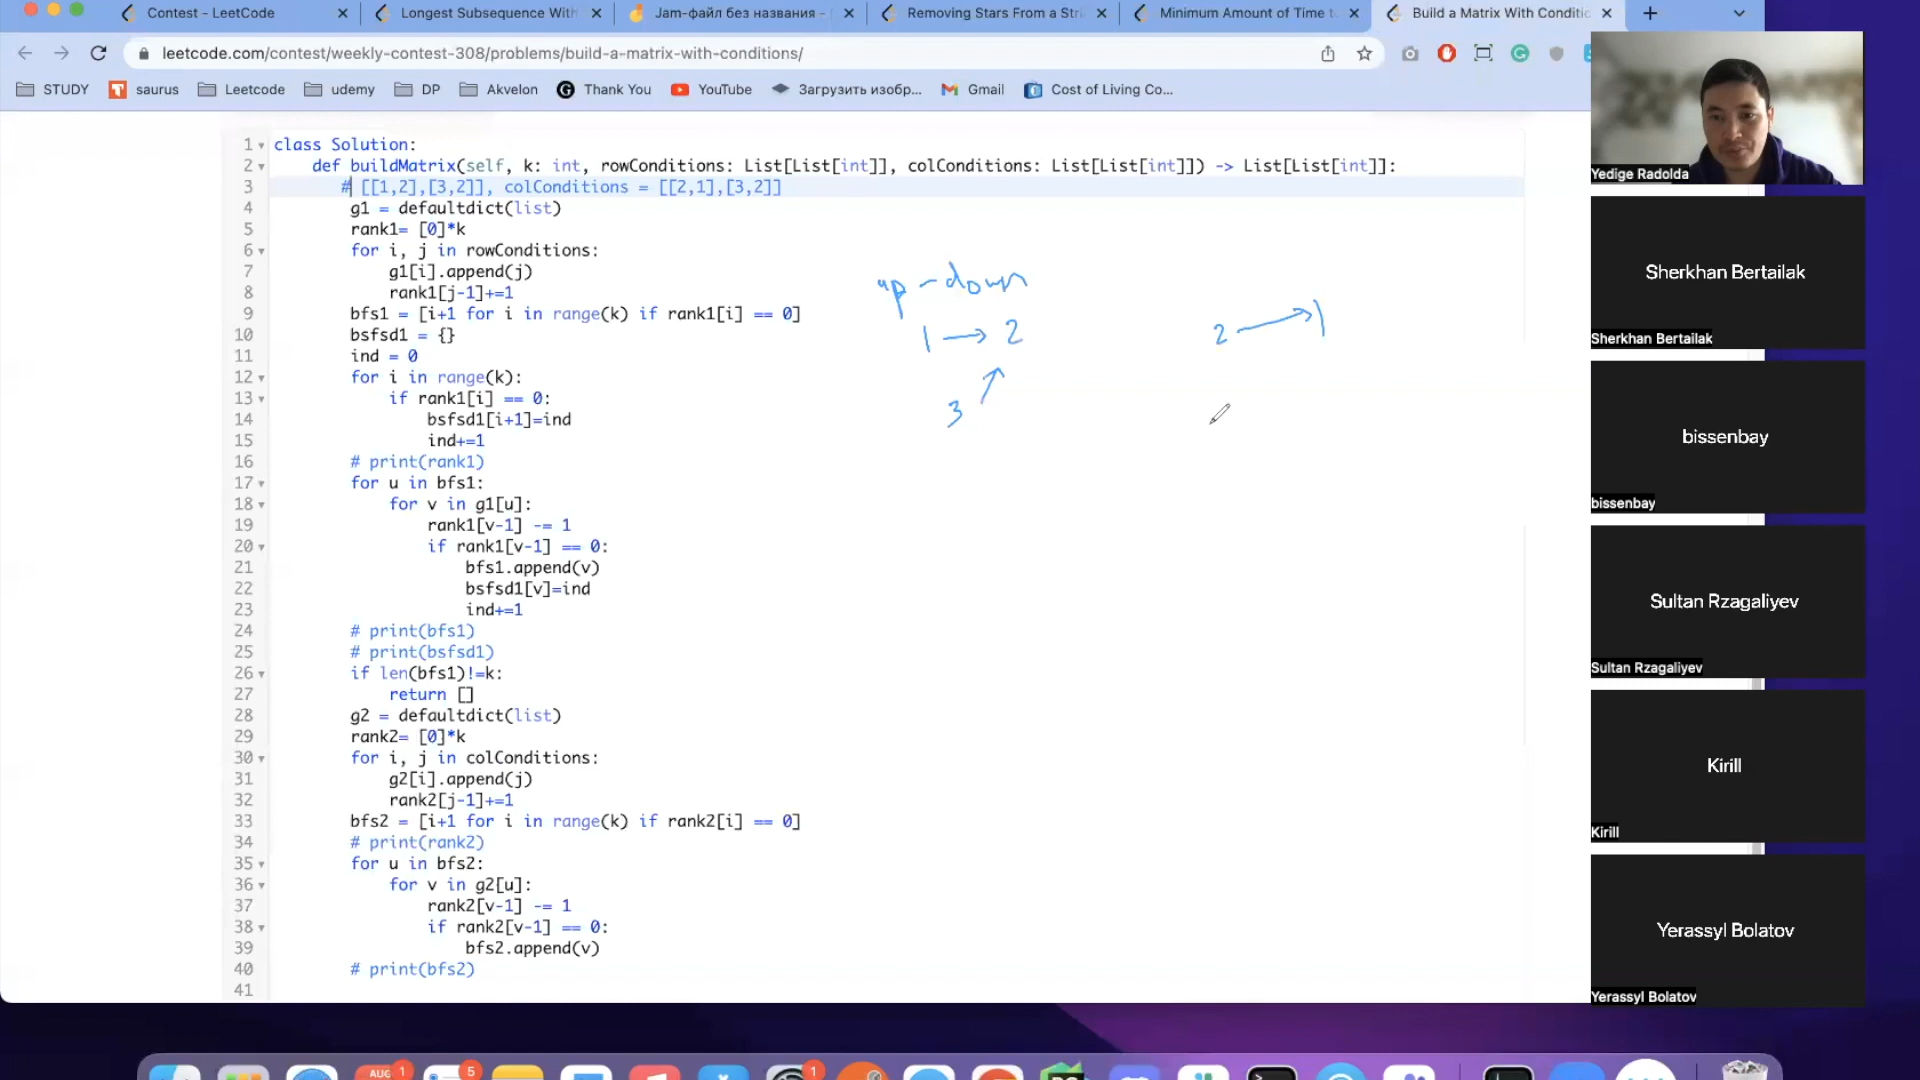 Contest - LeetCode
Longest Subsequence With
Jam-файл без названия -
Removing Stars From a Stri
Minimum Amount of Time t
Build a Matrix With Conditio
leetcode.com/contest/weekly-contest-308/problems/build-a-matrix-with-conditions/
STUDY
saurus
Leetcode
udemy
DP
Akvelon
Thank You
YouTube
Загрузить изобр...
Gmail
Cost of Living Co...
1 class Solution:
2 def buildMatrix(self, k: int, rowConditions: List[List[int]], colConditions: List[List[int]]) -> List[List[int]]:
3 # [[1,2],[3,2]], colConditions = [[2,1],[3,2]]
4 g1 = defaultdict(list)
5 rank1= [0]*k
6 for i, j in rowConditions:
7 g1[i].append(j)
8 rank1[j-1]+=1
9 bfs1 = [i+1 for i in range(k) if rank1[i] == 0]
10 bsfsd1 = {}
11 ind = 0
12 for i in range(k):
13 if rank1[i] == 0:
14 bsfsd1[i+1]=ind
15 ind+=1
16 # print(rank1)
17 for u in bfs1:
18 for v in g1[u]:
19 rank1[v-1] -= 1
20 if rank1[v-1] == 0:
21 bfs1.append(v)
22 bsfsd1[v]=ind
23 ind+=1
24 # print(bfs1)
25 # print(bsfsd1)
26 if len(bfs1)!=k:
27 return []
28 g2 = defaultdict(list)
29 rank2= [0]*k
30 for i, j in colConditions:
31 g2[i].append(j)
32 rank2[j-1]+=1
33 bfs2 = [i+1 for i in range(k) if rank2[i] == 0]
34 # print(rank2)
35 for u in bfs2:
36 for v in g2[u]:
37 rank2[v-1] -= 1
38 if rank2[v-1] == 0:
39 bfs2.append(v)
40 # print(bfs2)
41
up-down
1 → 2
3
2 → 1
Yedige Radolda
Sherkhan Bertailak
Sherkhan Bertailak
bissenbay
bissenbay
Sultan Rzagaliyev
Sultan Rzagaliyev
Kirill
Kirill
Yerassyl Bolatov
Yerassyl Bolatov
AUG
1
5
1